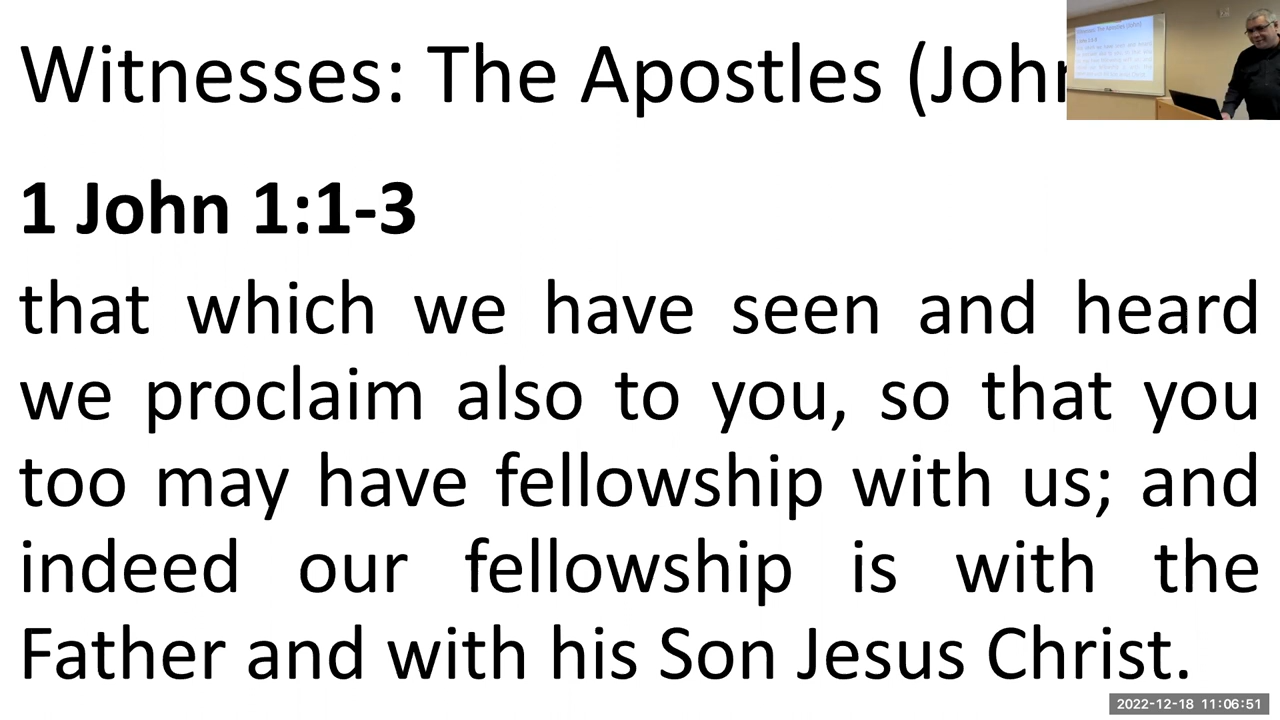 Witnesses: The Apostles (John
1 John 1:1-3
that which we have seen and heard
we proclaim also to you, so that you
too may have fellowship with us; and
indeed our fellowship is with the
Father and with his Son Jesus Christ.
2022-12-18 11:06:51